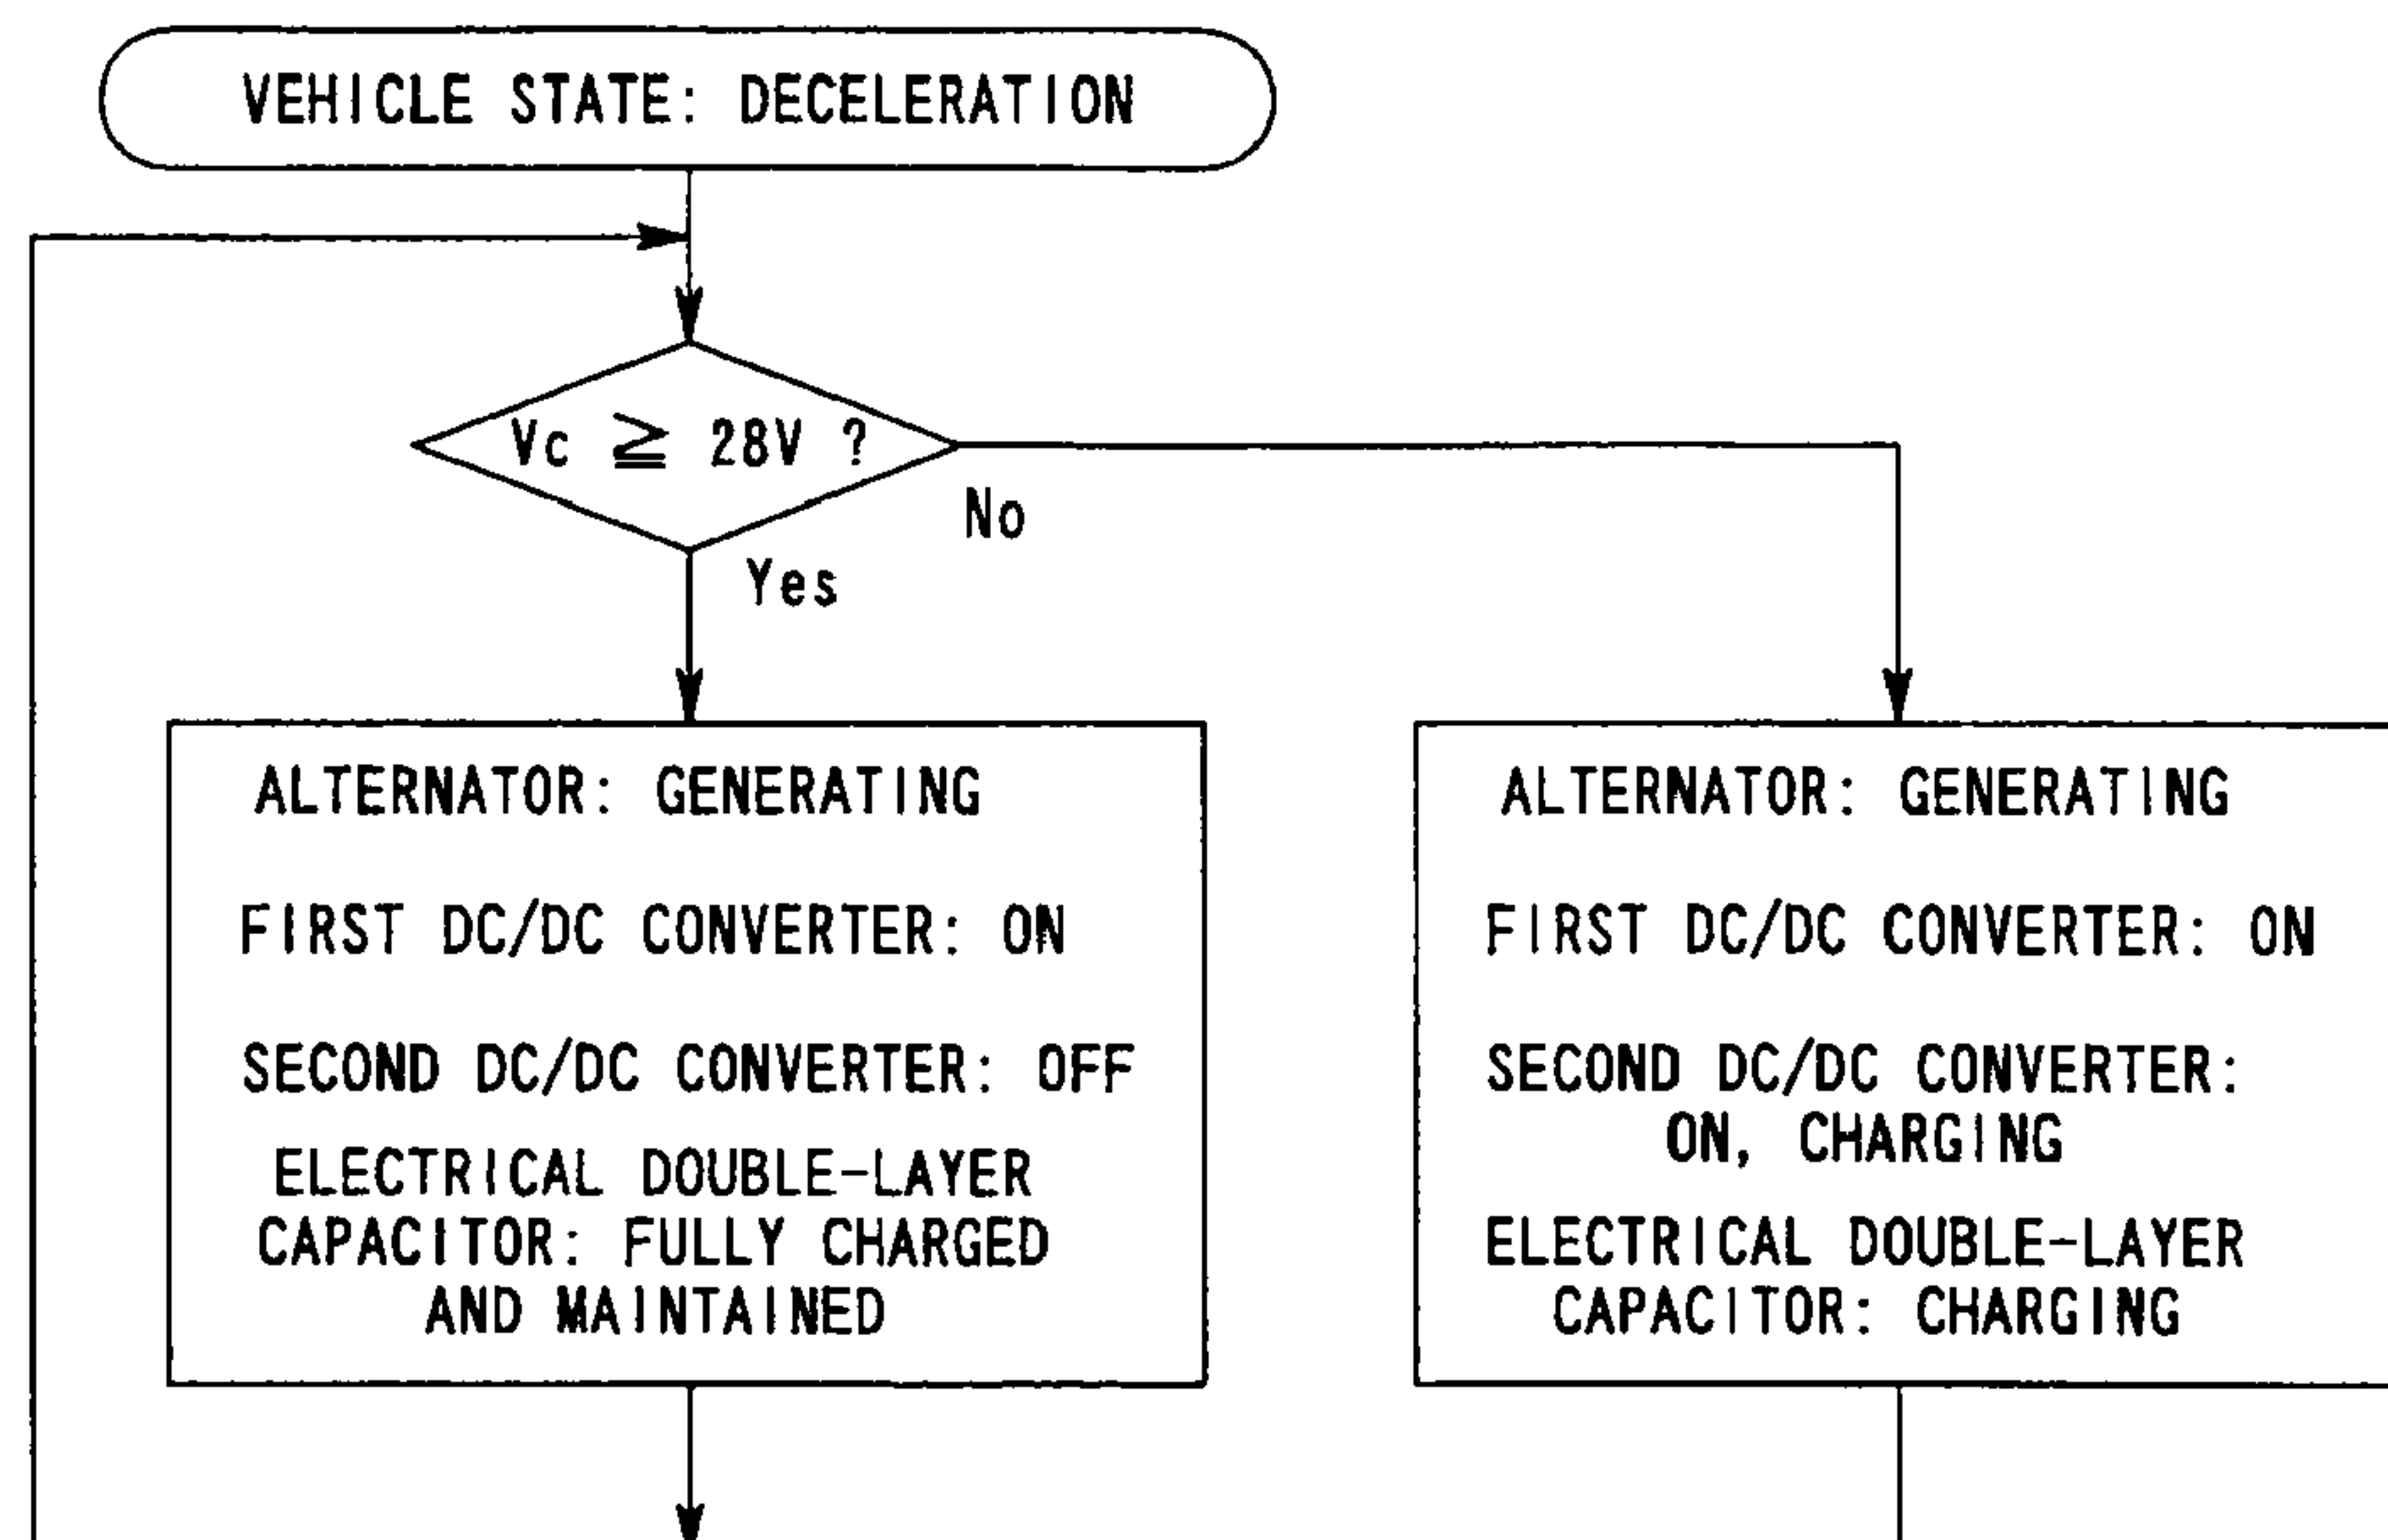 VEHICLE STATE: DECELERATION
Vc ≧ 28V ?
No
Yes
ALTERNATOR: GENERATING
FIRST DC/DC CONVERTER: ON
SECOND DC/DC CONVERTER: OFF
ELECTRICAL DOUBLE-LAYER
CAPACITOR: FULLY CHARGED
AND MAINTAINED
ALTERNATOR: GENERATING
FIRST DC/DC CONVERTER: ON
SECOND DC/DC CONVERTER:
ON, CHARGING
ELECTRICAL DOUBLE-LAYER
CAPACITOR: CHARGING